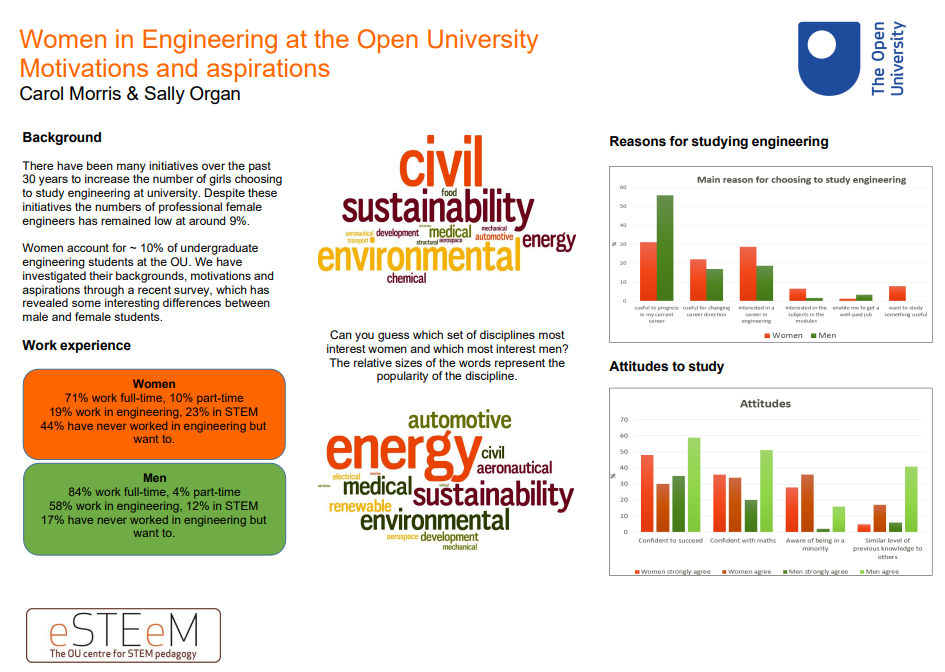 Women in Engineering at the Open University
Motivations and aspirations
Carol Morris & Sally Organ
The Open
University
Background
There have been many initiatives over the past
30 years to increase the number of girls choosing
to study engineering at university. Despite these
initiatives the numbers of professional female
engineers has remained low at around 9%.
Women account for ~ 10% of undergraduate
engineering students at the OU. We have
investigated their backgrounds, motivations and
aspirations through a recent survey, which has
revealed some interesting differences between
male and female students.
Work experience
Women
71% work full-time, 10% part-time
19% work in engineering, 23% in STEM
44% have never worked in engineering but
want to.
Men
84% work full-time, 4% part-time
58% work in engineering, 12% in STEM
17% have never worked in engineering but
want to.
eSTEeM
The OU centre for STEM pedagogy
civil
food
sustainability
aeronautical
development
medical
mechanical
transport
structural
aerospace
automotive
energy
environmental
chemical
Can you guess which set of disciplines most
interest women and which most interest men?
The relative sizes of the words represent the
popularity of the discipline.
automotive
energy
civil
aeronautical
electrical
medical
sustainability
renewable
environmental
aerospace
development
mechanical
Reasons for studying engineering
Main reason for choosing to study engineering
60
50
40
30
20
10
0
%
useful to progress
in my current
career
useful for changing
career direction
interested in a
career in
engineering
interested in the
subjects in the
modules
enable me to get a
well-paid job
want to study
something useful
Women
Men
Attitudes to study
Attitudes
70
60
50
40
30
20
10
0
%
Confident to succeed
Confident with maths
Aware of being in a
minority
Similar level of
previous knowledge to
others
Women strongly agree
Women agree
Men strongly agree
Men agree